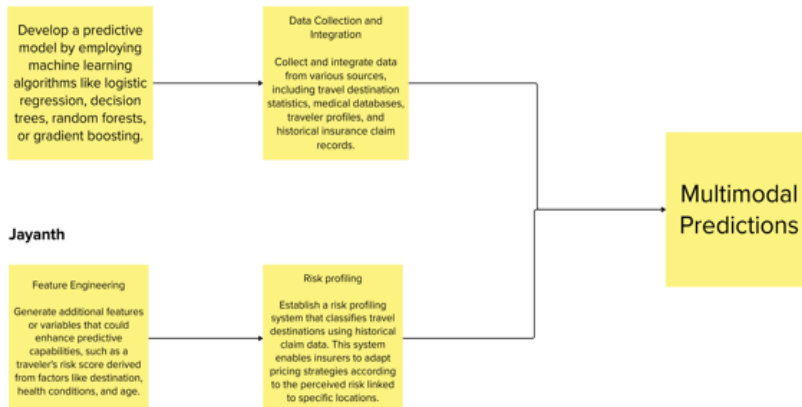 Develop a predictive
model by employing
machine learning
algorithms like logistic
regression, decision
trees, random forests,
or gradient boosting.
Data Collection and
Integration
Collect and integrate data
from various sources,
including travel destination
statistics, medical databases,
traveler profiles, and
historical insurance claim
records.
Multimodal
Predictions
Jayanth
Feature Engineering
Generate additional features
or variables that could
enhance predictive
capabilities, such as a
traveler's risk score derived
from factors like destination,
health conditions, and age.
Risk profiling
Establish a risk profiling
system that classifies travel
destinations using historical
claim data. This system
enables insurers to adapt
pricing strategies according
to the perceived risk linked
to specific locations.